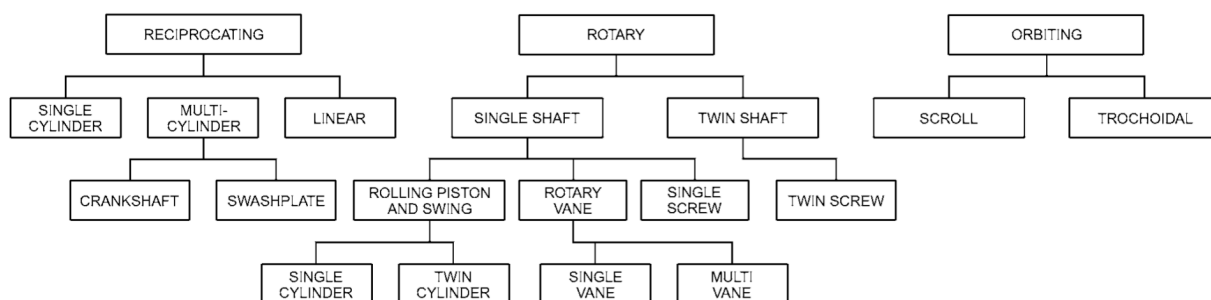 RECIPROCATING
ROTARY
ORBITING
SINGLE
CYLINDER
MULTI-
CYLINDER
LINEAR
SINGLE SHAFT
TWIN SHAFT
SCROLL
TROCHOIDAL
CRANKSHAFT
SWASHPLATE
ROLLING PISTON
AND SWING
ROTARY
VANE
SINGLE
SCREW
TWIN SCREW
SINGLE
CYLINDER
TWIN
CYLINDER
SINGLE
VANE
MULTI
VANE